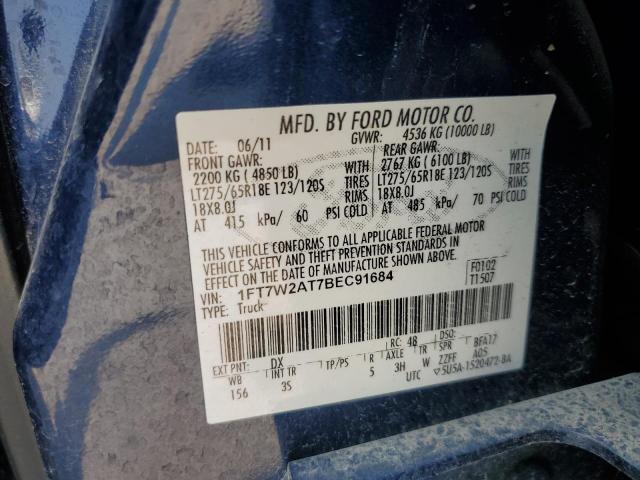 MFD. BY FORD MOTOR CO.
DATE: 06/11 GVWR: 4536 KG (10000 LB)
FRONT GAWR: REAR GAWR:
2200 KG ( 4850 LB) WITH 2767 KG ( 6100 LB) WITH
LT275/65R18E 123/120S TIRES LT275/65R18E 123/120S TIRES
18X8.0J RIMS 18X8.0J RIMS
AT 415 kPa/ 60 PSI COLD AT 485 kPa/ 70 PSI COLD
THIS VEHICLE CONFORMS TO ALL APPLICABLE FEDERAL MOTOR
VEHICLE SAFETY AND THEFT PREVENTION STANDARDS IN
EFFECT ON THE DATE OF MANUFACTURE SHOWN ABOVE.
VIN: 1FT7W2AT7BEC91684 F0102
TYPE: Truck T1507
EXT PNT: DX RC: 48 DSO:
WB INT TR TP/PS R AXLE TR SPR BFA17
156 3S 5 3H W ZZFF A05
UTC 5U5A-1520472-BA